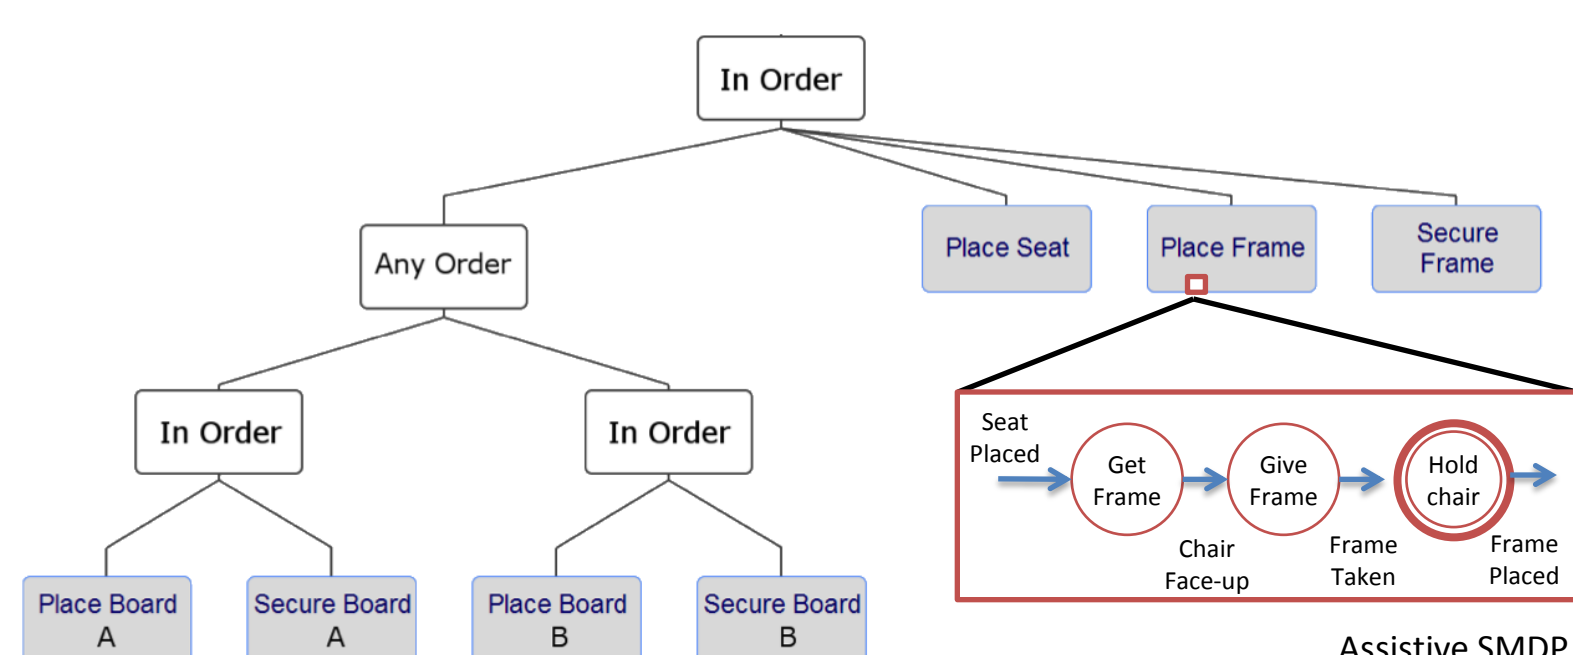 In Order
Any Order
Place Seat
Place Frame
Secure
Frame
In Order
In Order
Place Board
A
Secure Board
A
Place Board
B
Secure Board
B
Seat
Placed
Get
Frame
Give
Frame
Hold
chair
Chair
Face-up
Frame
Taken
Frame
Placed
Assistive SMDP